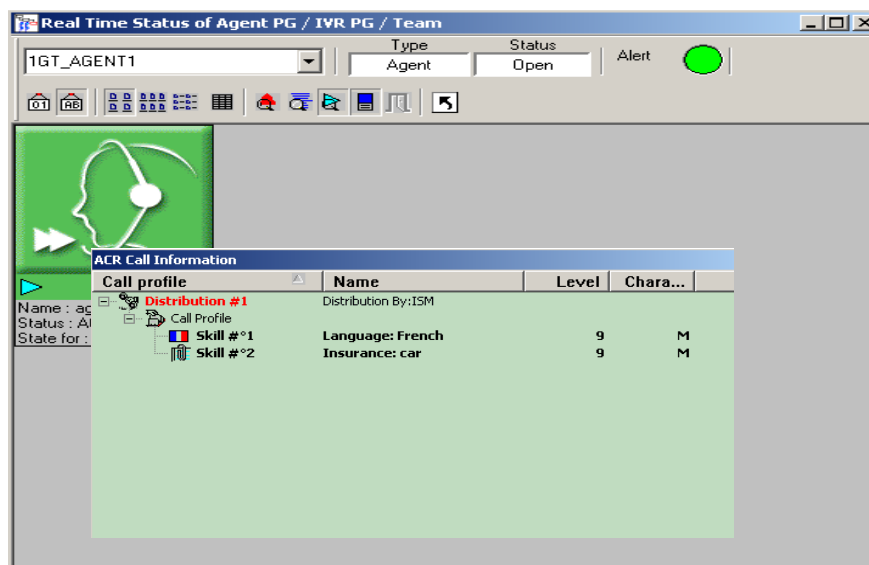 Real Time Status of Agent PG / IVR PG / Team
Type Status
1GT_AGENT1 Agent Open Alert
01 AB
ACR Call Information
Call profile Name Level Chara...
Distribution #1 Distribution By:ISM
Call Profile
Skill #°1 Language: French 9 M
Skill #°2 Insurance: car 9 M
Name : ag
Status :
State for :